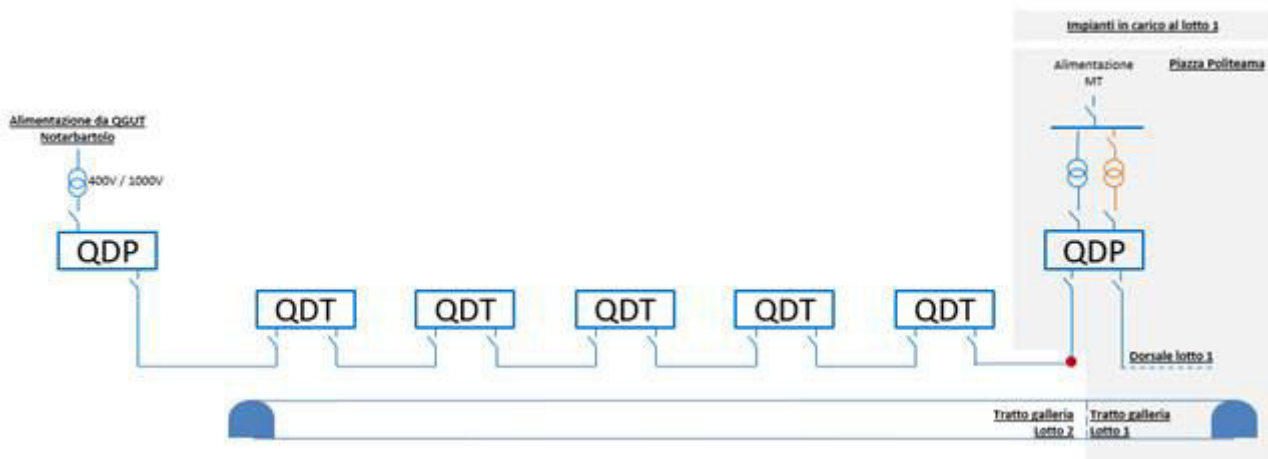 Impianti in carico al lotto 1
Alimentazione
MT
Piazza Politeama
Alimentazione da QGUT
Notarbartolo
400V / 1000V
QDP
QDP
QDT
QDT
QDT
QDT
QDT
Dorsale lotto 1
Tratto galleria
Lotto 2
Tratto galleria
Lotto 1